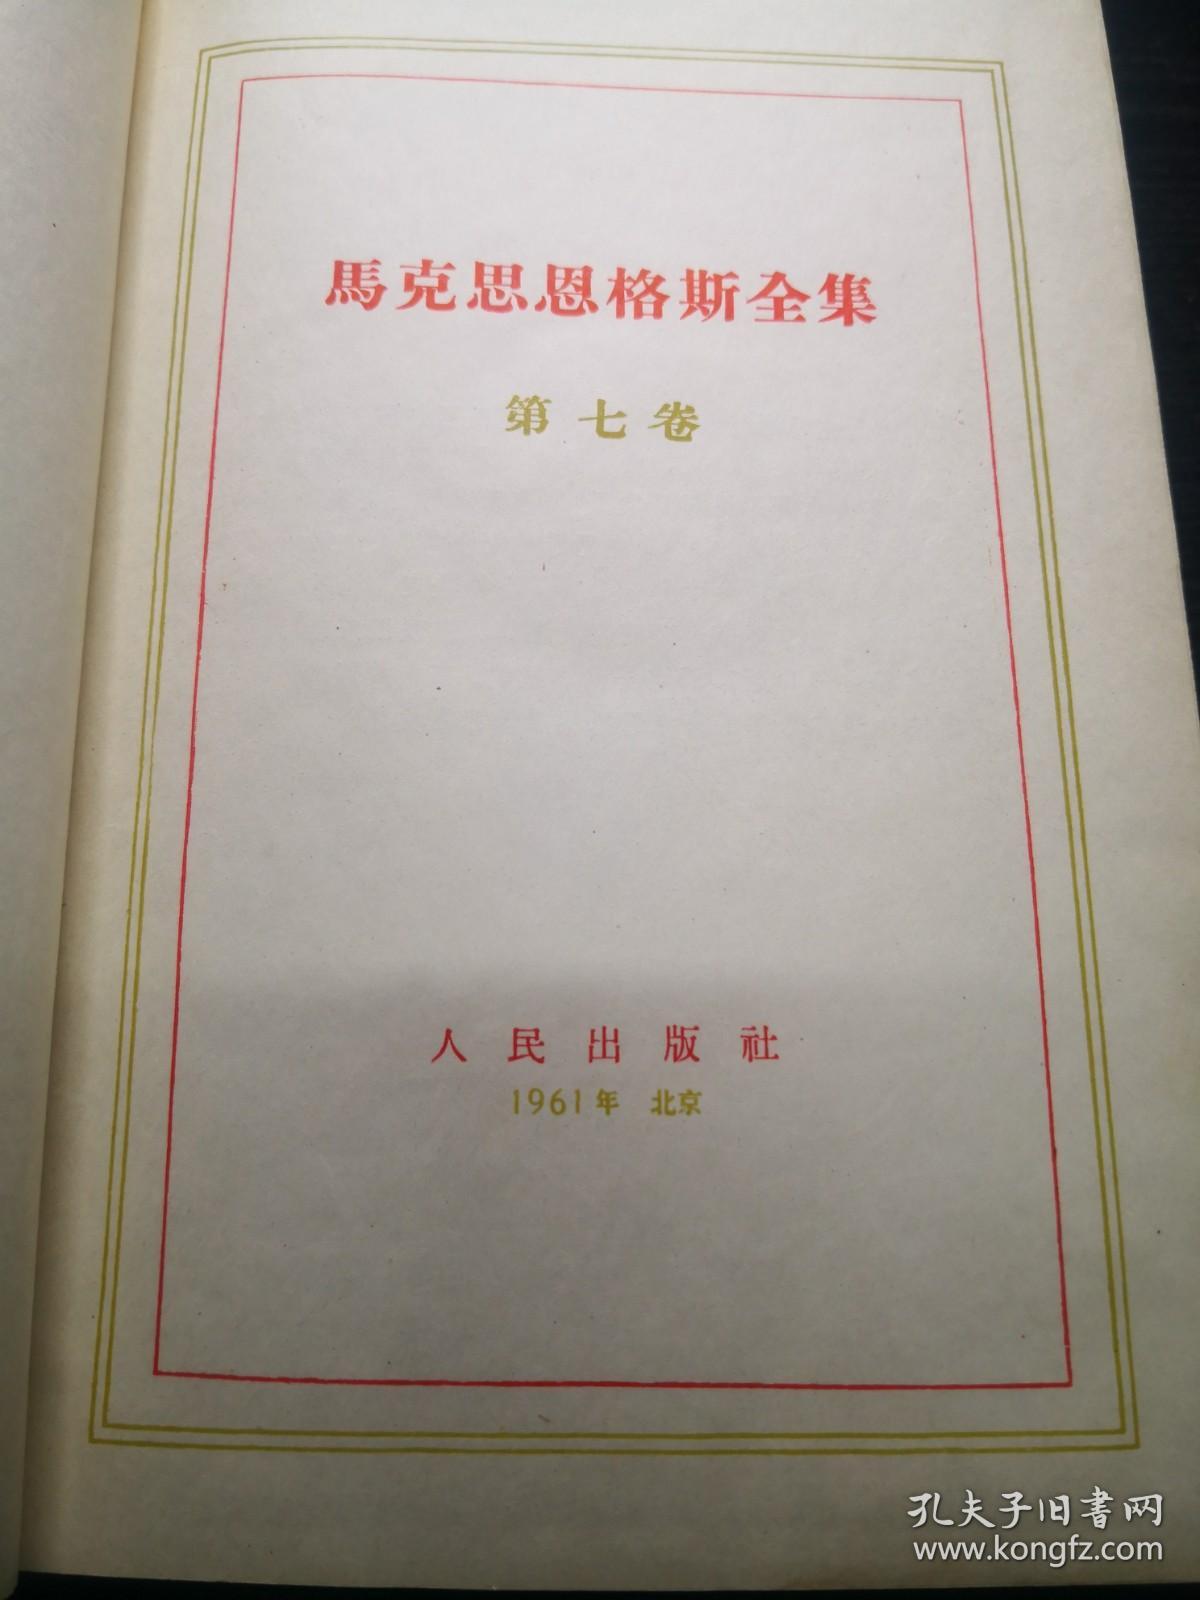 馬克思恩格斯全集
第七卷
人民出版社
1961年 北京
孔夫子旧书网
www.kongfz.com